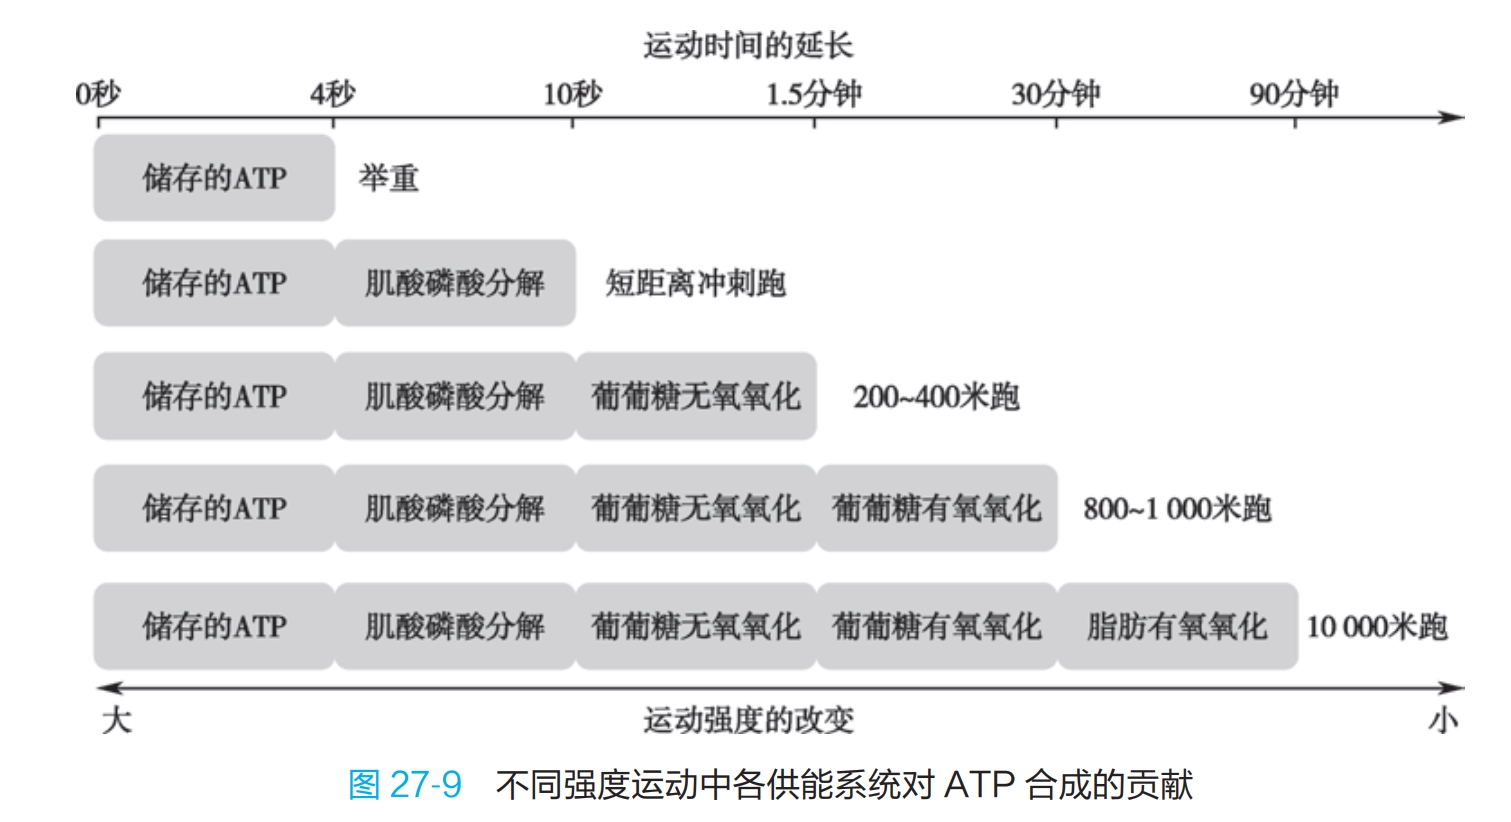 运动时间的延长
0秒 4秒 10秒 1.5分钟 30分钟 90分钟
储存的ATP 举重
储存的ATP 肌酸磷酸分解 短距离冲刺跑
储存的ATP 肌酸磷酸分解 葡葡糖无氧氧化 200~400米跑
储存的ATP 肌酸磷酸分解 葡葡糖无氧氧化 葡葡糖有氧氧化 800~1 000米跑
储存的ATP 肌酸磷酸分解 葡葡糖无氧氧化 葡葡糖有氧氧化 脂肪有氧氧化 10 000米跑
大 运动强度的改变 小
图 27-9 不同强度运动中各供能系统对 ATP 合成的贡献